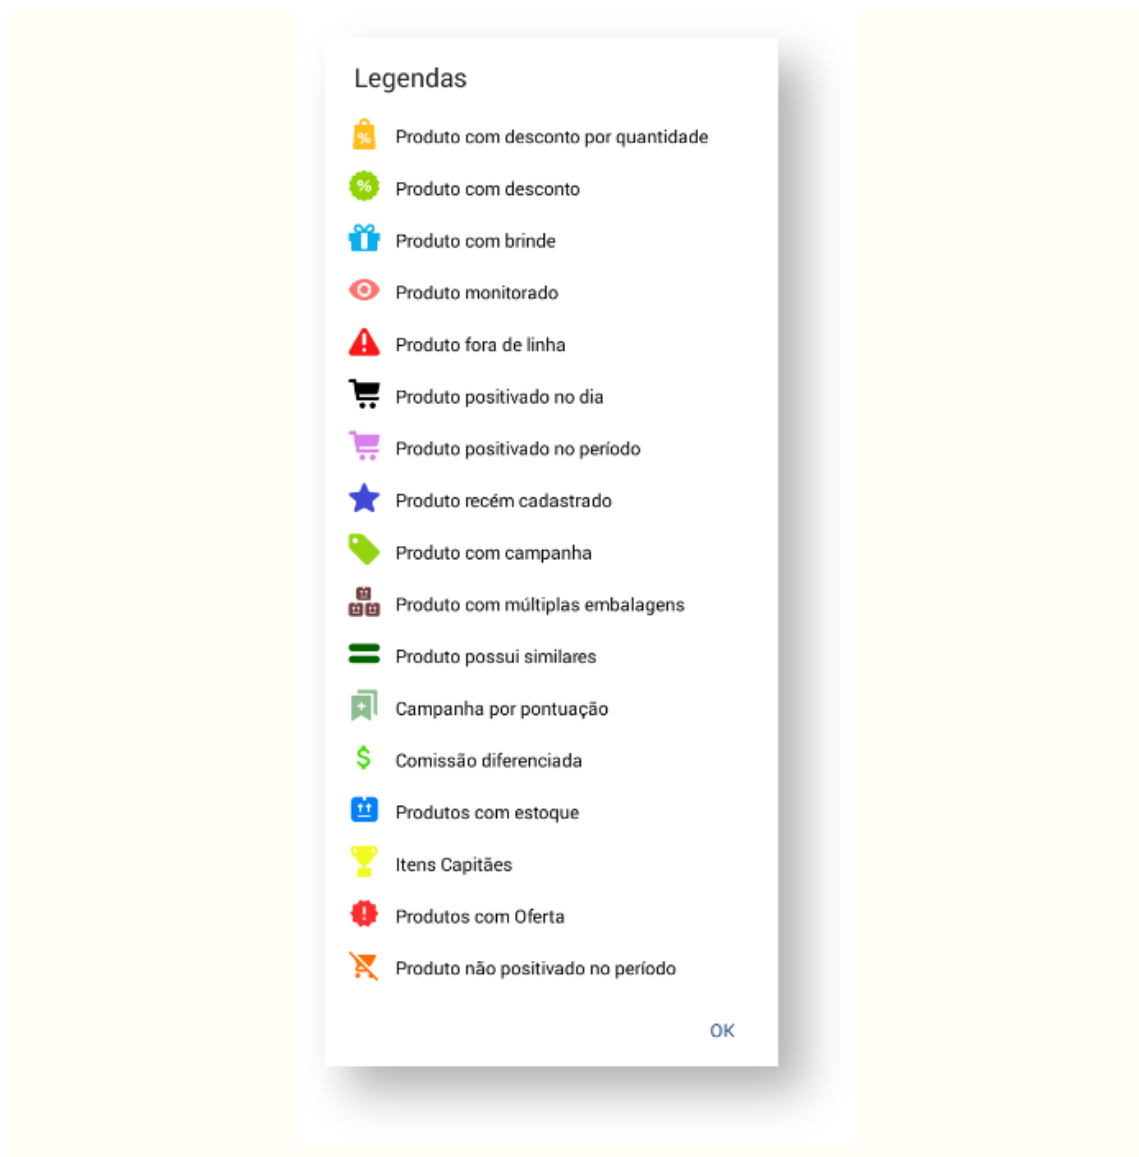 Legendas
Produto com desconto por quantidade
Produto com desconto
Produto com brinde
Produto monitorado
Produto fora de linha
Produto positivado no dia
Produto positivado no período
Produto recém cadastrado
Produto com campanha
Produto com múltiplas embalagens
Produto possui similares
Campanha por pontuação
Comissão diferenciada
Produtos com estoque
Itens Capitães
Produtos com Oferta
Produto não positivado no período
OK